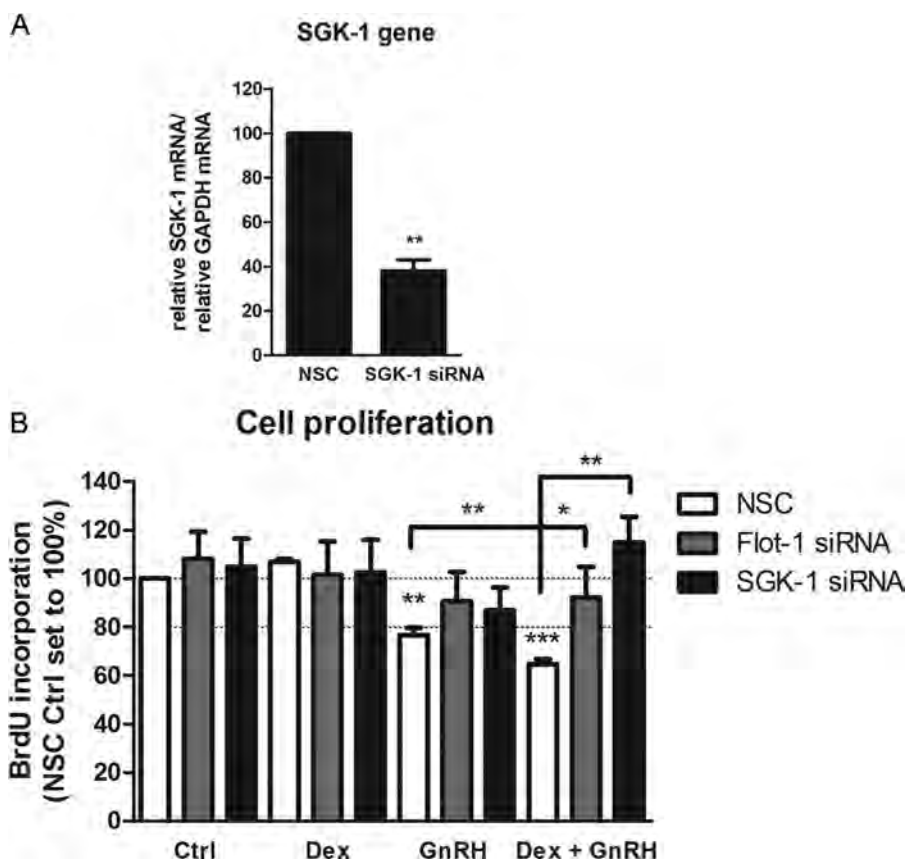 A
SGK-1 gene
relative SGK-1 mRNA/
relative GAPDH mRNA
120
100
80
60
40
20
0
**
NSC
SGK-1 siRNA
B
Cell proliferation
BrdU incorporation
(NSC Ctrl set to 100%)
140
120
100
80
60
40
20
0
**
**
*
**
***
NSC
Flot-1 siRNA
SGK-1 siRNA
Ctrl
Dex
GnRH
Dex + GnRH